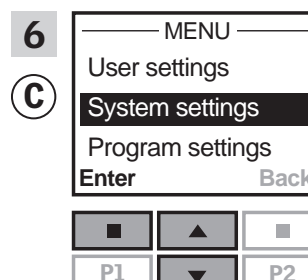 6
C
MENU
User settings
System settings
Program settings
Enter Back
P1 P2